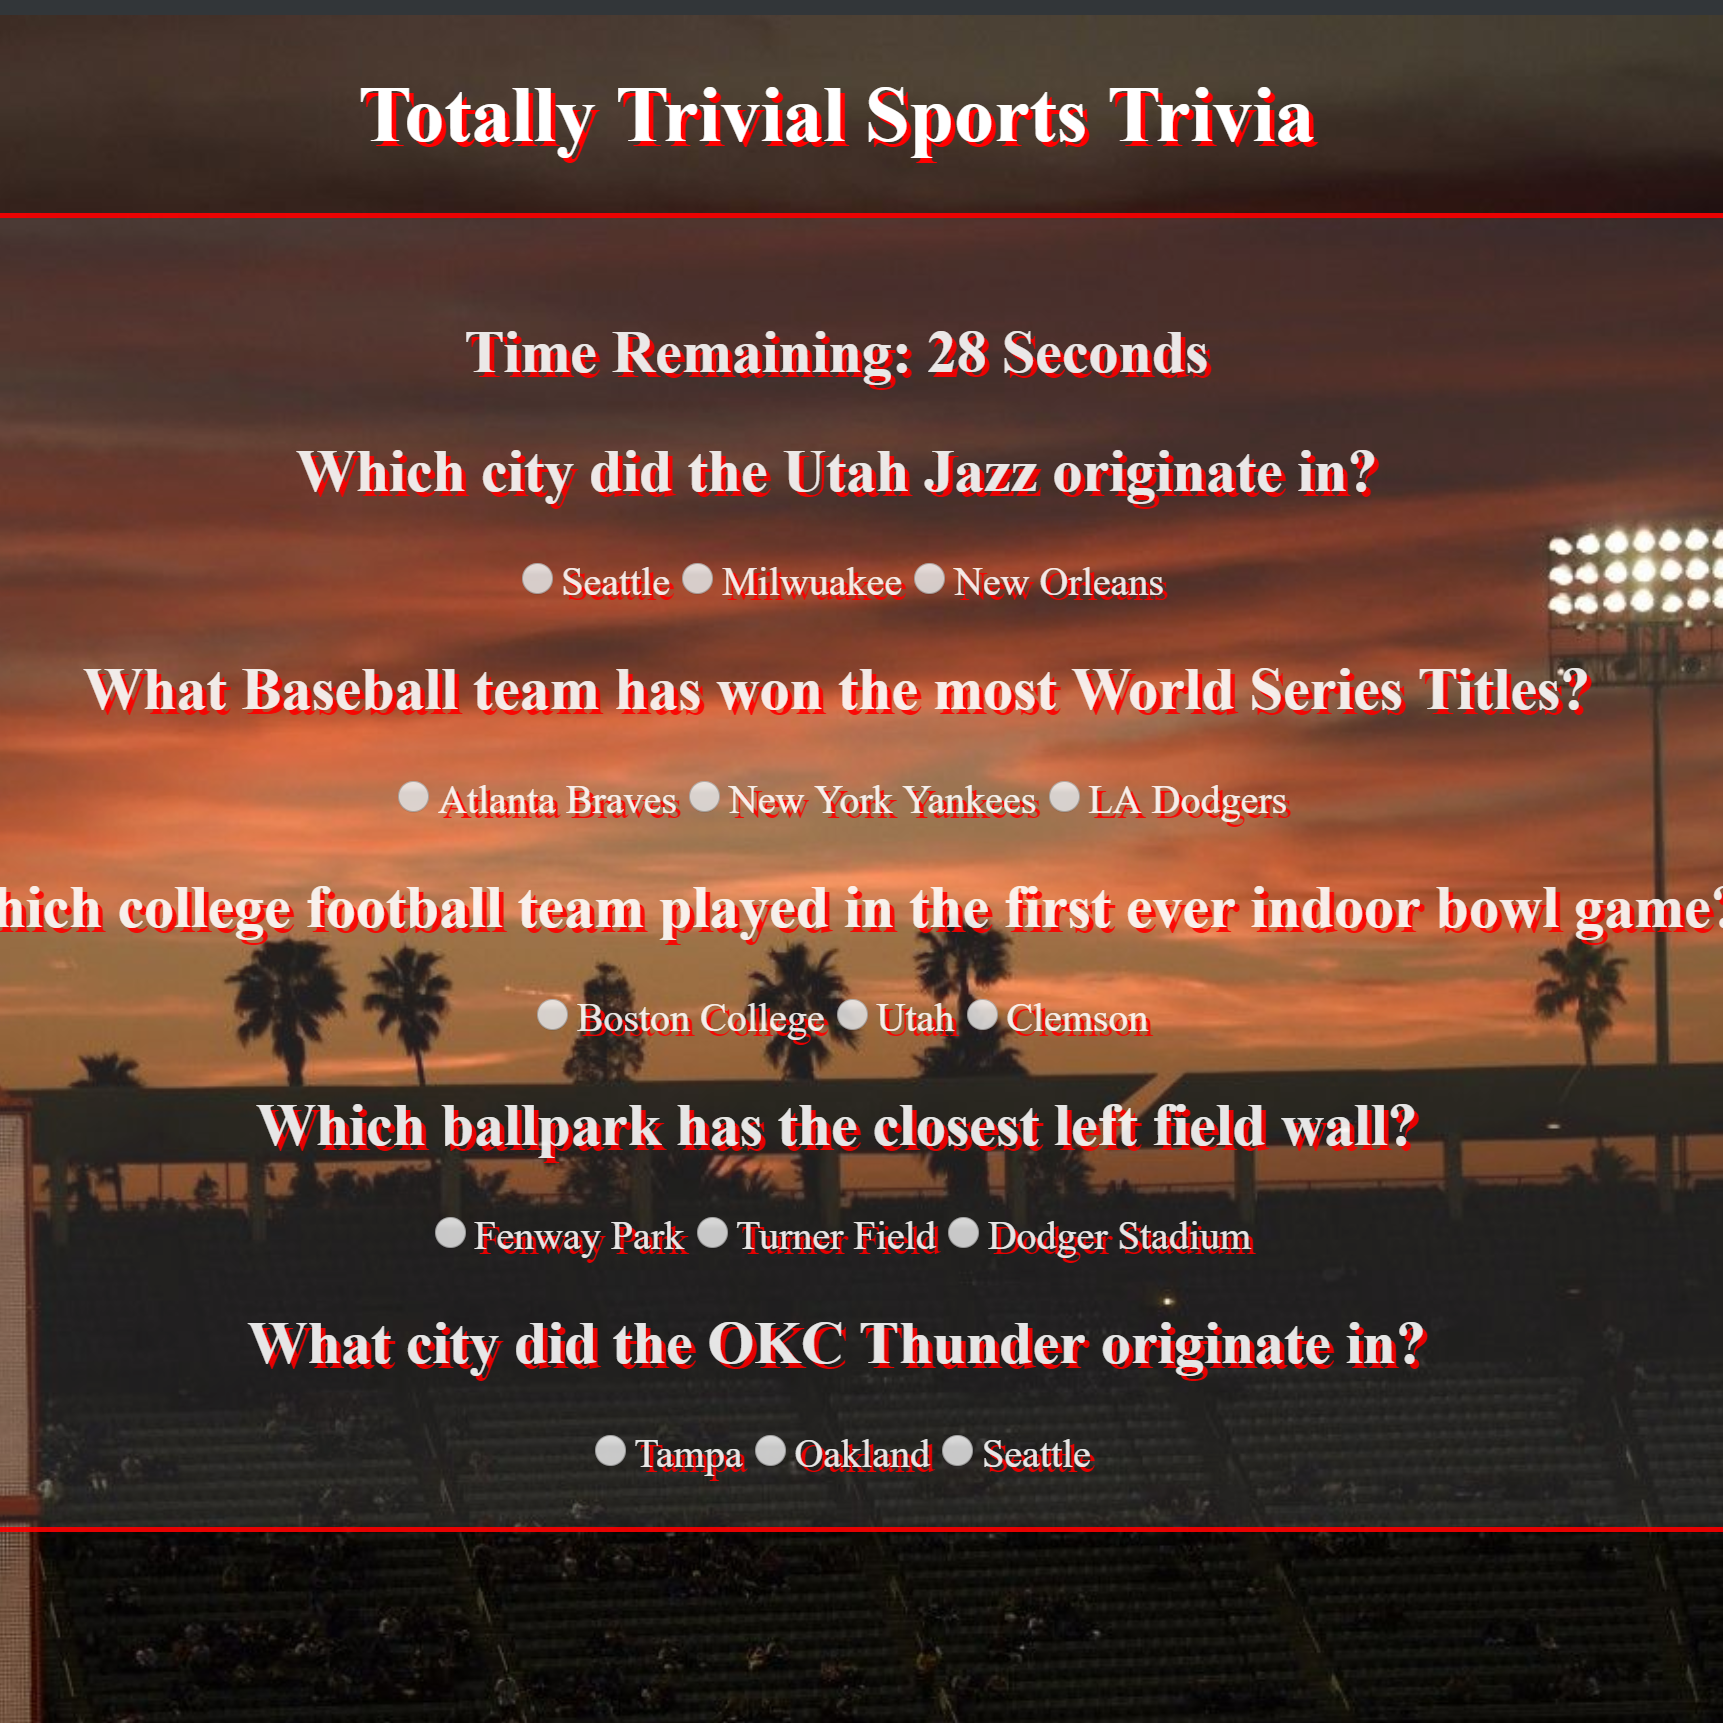 Totally Trivial Sports Trivia
Time Remaining: 28 Seconds
Which city did the Utah Jazz originate in?
Seattle Milwuakee New Orleans
What Baseball team has won the most World Series Titles?
Atlanta Braves New York Yankees LA Dodgers
hich college football team played in the first ever indoor bowl game?
Boston College Utah Clemson
Which ballpark has the closest left field wall?
Fenway Park Turner Field Dodger Stadium
What city did the OKC Thunder originate in?
Tampa Oakland Seattle